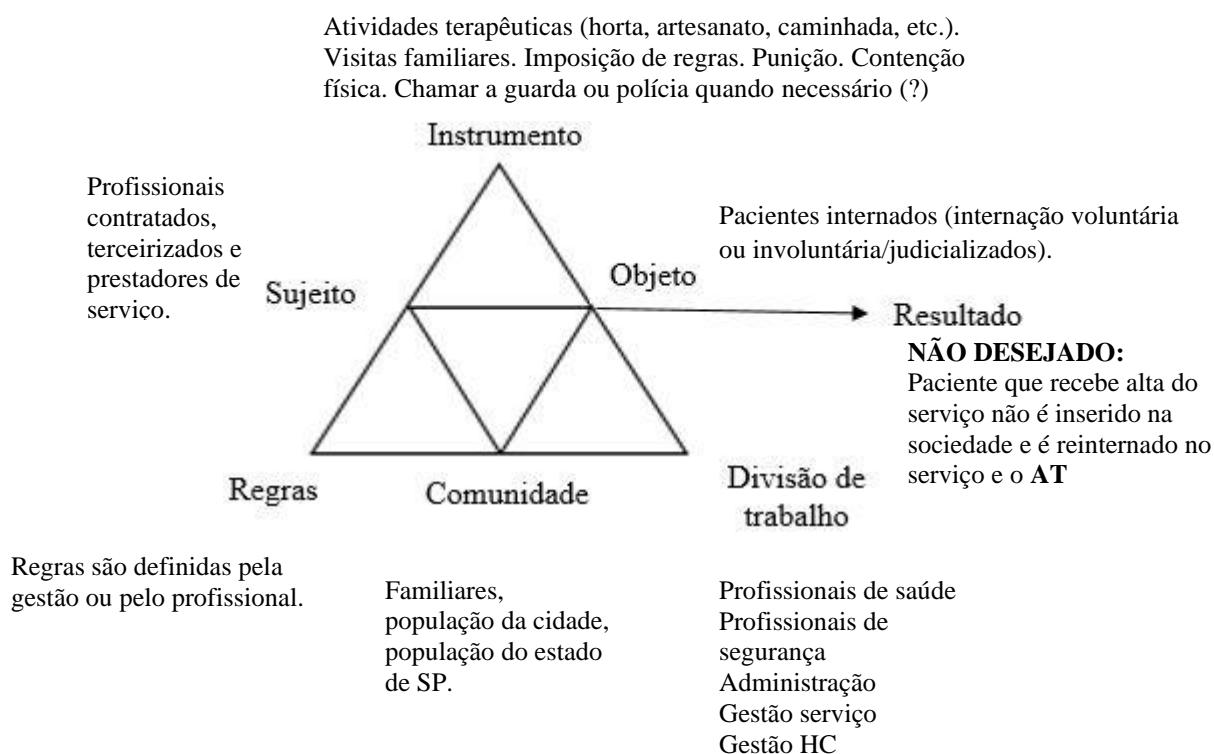 Atividades terapêuticas (horta, artesanato, caminhada, etc.).
Visitas familiares. Imposição de regras. Punição. Contenção
física. Chamar a guarda ou polícia quando necessário (?)
Instrumento
Profissionais
contratados,
terceirizados e
prestadores de
serviço.
Sujeito
Pacientes internados (internação voluntária
ou involuntária/judicializados).
Objeto
Resultado
NÃO DESEJADO:
Paciente que recebe alta do
serviço não é inserido na
sociedade e é reinternado no
serviço e o AT
Regras
Comunidade
Divisão de
trabalho
Regras são definidas pela
gestão ou pelo profissional.
Familiares,
população da cidade,
população do estado
de SP.
Profissionais de saúde
Profissionais de
segurança
Administração
Gestão serviço
Gestão HC